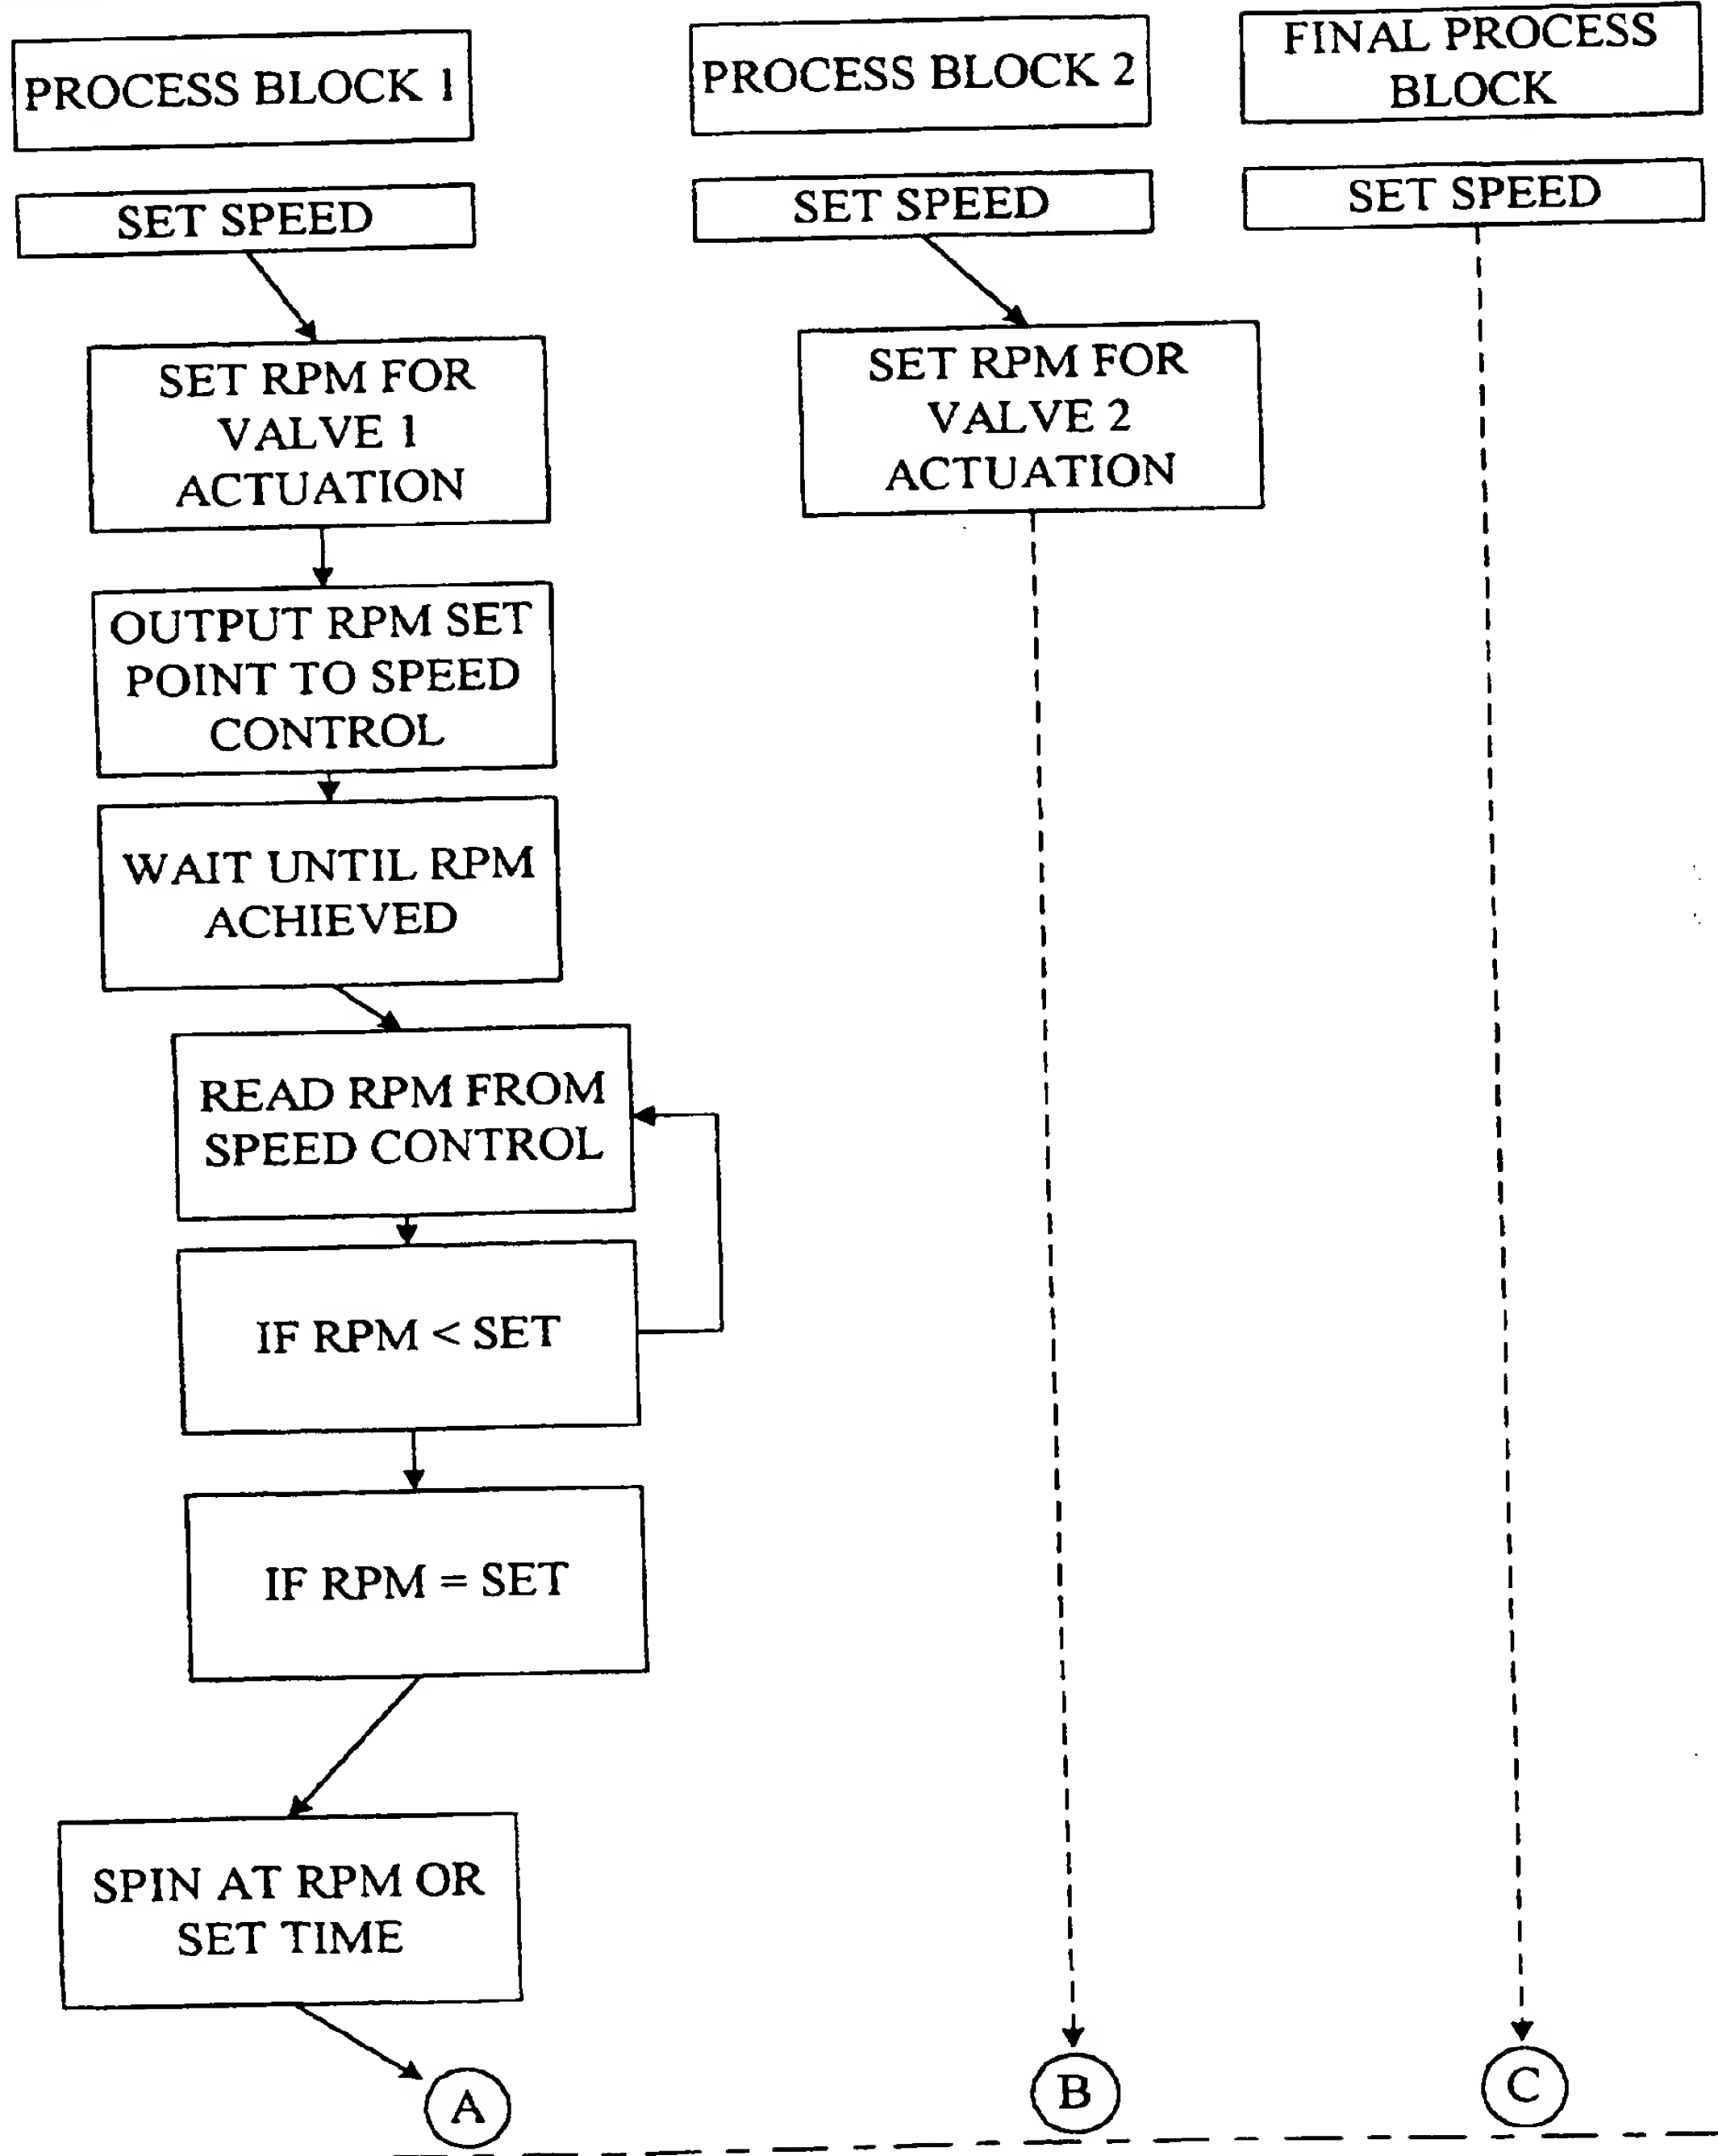 PROCESS BLOCK 1
SET SPEED
SET RPM FOR
VALVE 1
ACTUATION
OUTPUT RPM SET
POINT TO SPEED
CONTROL
WAIT UNTIL RPM
ACHIEVED
READ RPM FROM
SPEED CONTROL
IF RPM < SET
IF RPM = SET
SPIN AT RPM OR
SET TIME
A
PROCESS BLOCK 2
SET SPEED
SET RPM FOR
VALVE 2
ACTUATION
B
FINAL PROCESS
BLOCK
SET SPEED
C